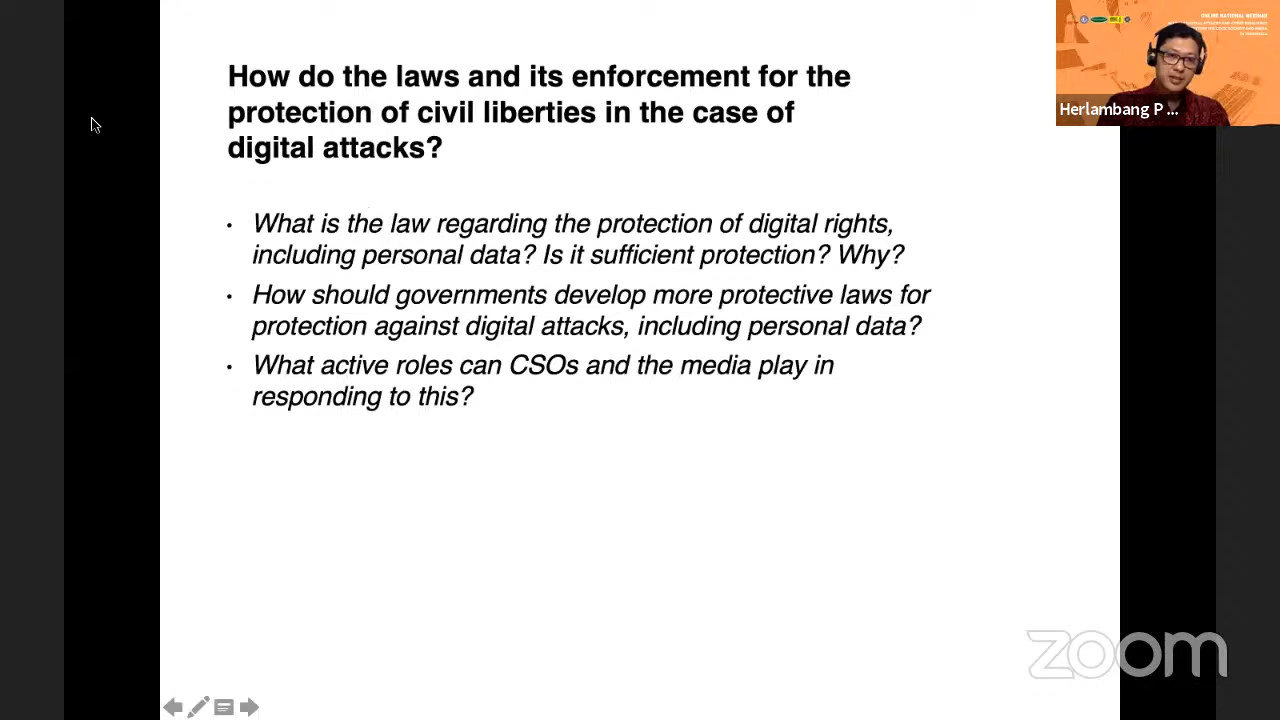 How do the laws and its enforcement for the
protection of civil liberties in the case of
digital attacks?
• What is the law regarding the protection of digital rights,
including personal data? Is it sufficient protection? Why?
• How should governments develop more protective laws for
protection against digital attacks, including personal data?
• What active roles can CSOs and the media play in
responding to this?
ONLINE NATIONAL SEMINAR
Herlambang P ...
zoom